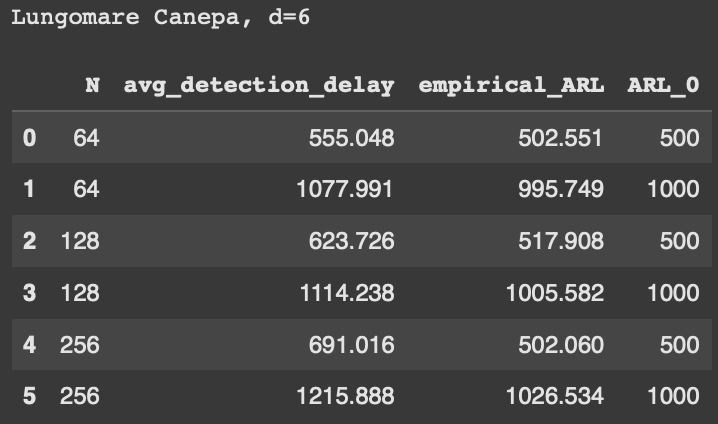 Lungomare Canepa, d=6
N avg_detection_delay empirical_ARL ARL_0
0 64 555.048 502.551 500
1 64 1077.991 995.749 1000
2 128 623.726 517.908 500
3 128 1114.238 1005.582 1000
4 256 691.016 502.060 500
5 256 1215.888 1026.534 1000